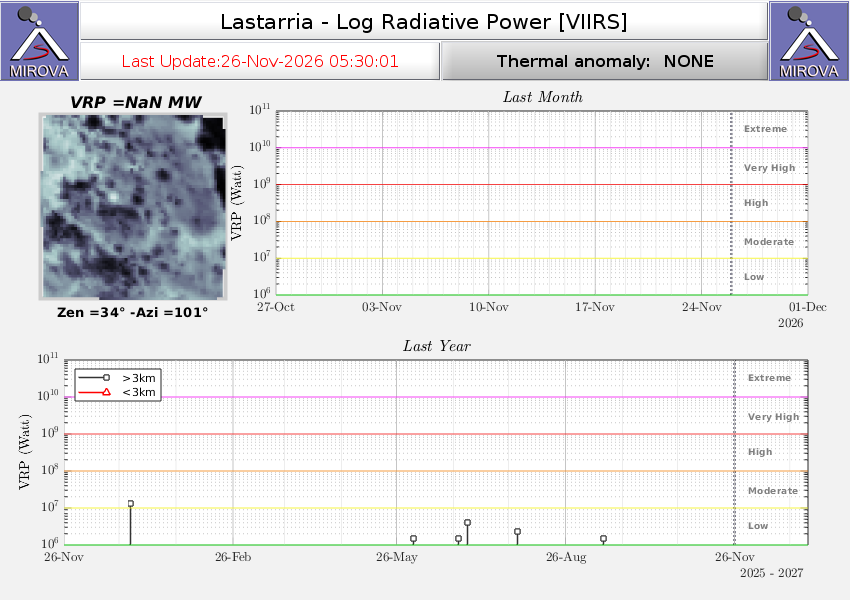 Lastarria - Log Radiative Power [VIIRS]
MIROVA
Last Update:26-Nov-2026 05:30:01
Thermal anomaly: NONE
MIROVA
VRP =NaN MW
Zen =34° -Azi =101°
Last Month
VRP (Watt)
10^11
10^10
10^9
10^8
10^7
10^6
Extreme
Very High
High
Moderate
Low
27-Oct 03-Nov 10-Nov 17-Nov 24-Nov 01-Dec
2026
Last Year
VRP (Watt)
10^11
10^10
10^9
10^8
10^7
10^6
>3km
<3km
Extreme
Very High
High
Moderate
Low
26-Nov 26-Feb 26-May 26-Aug 26-Nov
2025 - 2027